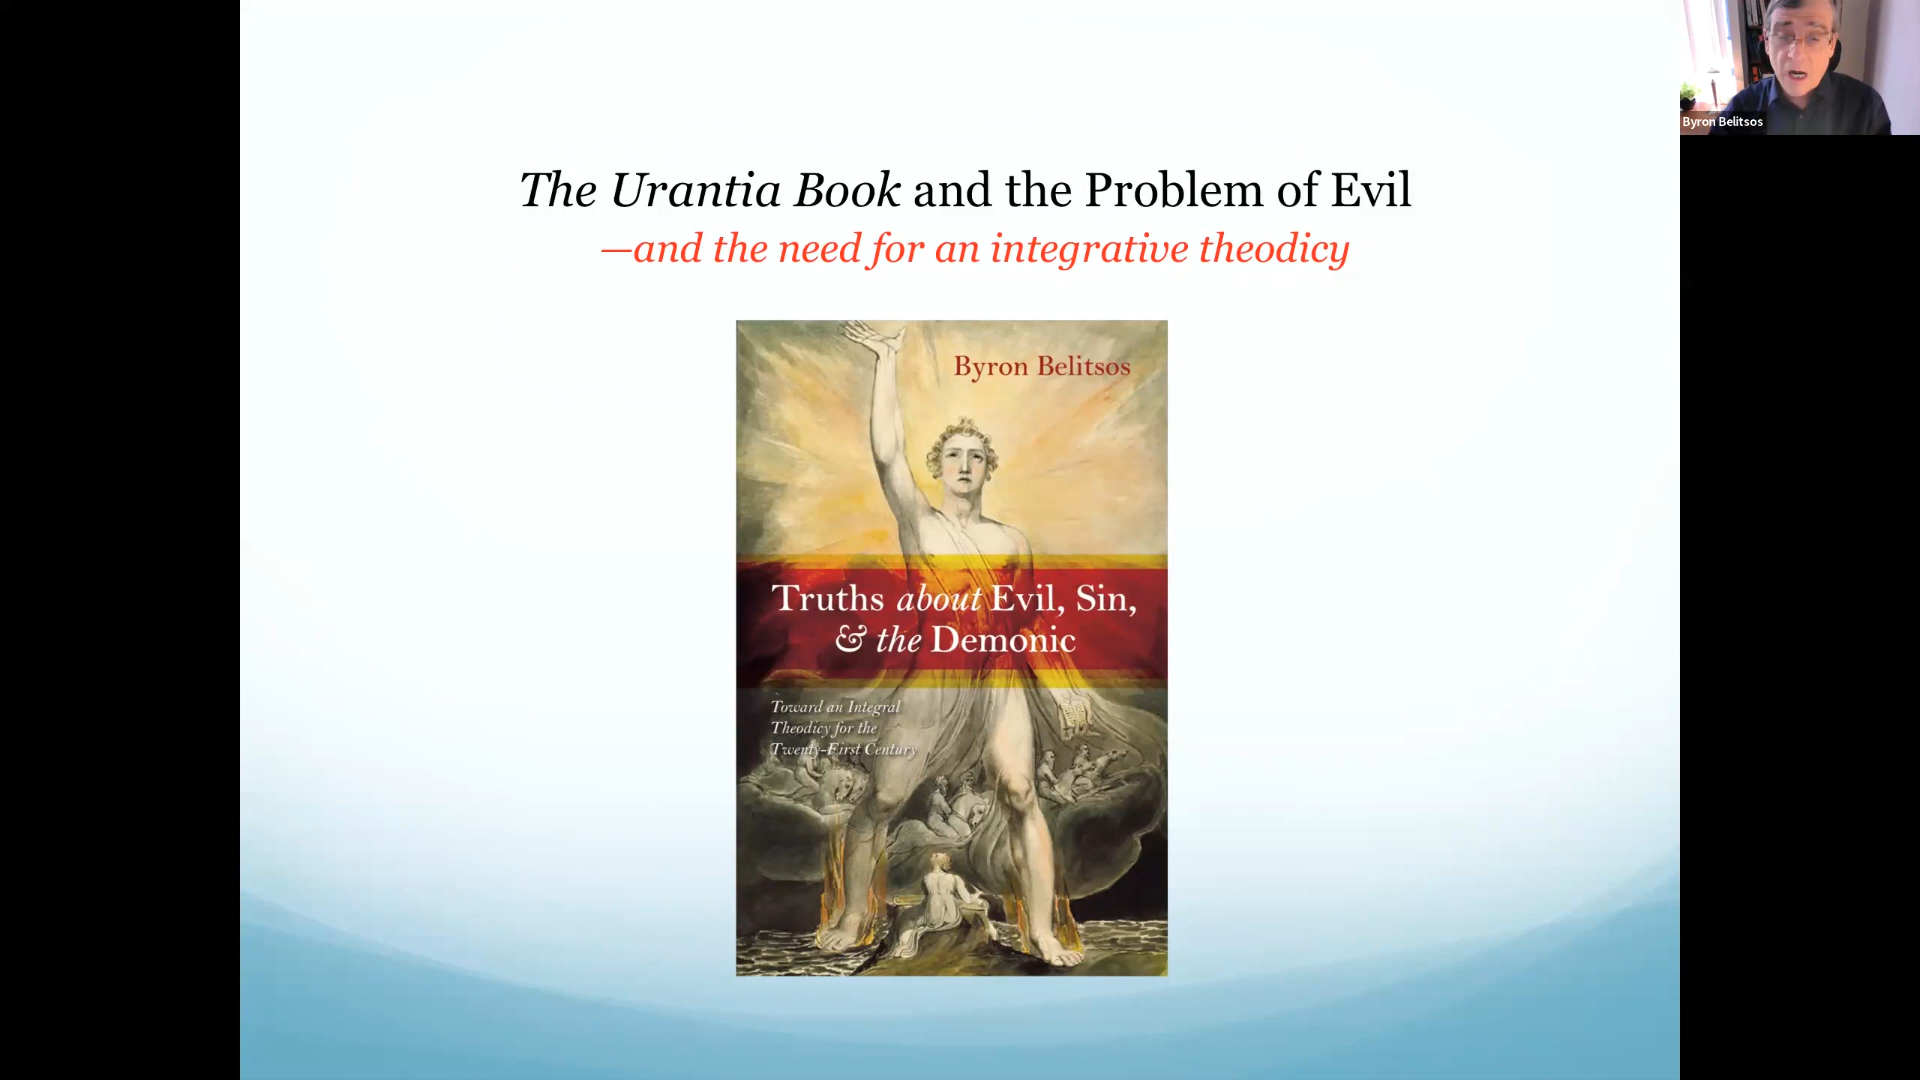 The Urantia Book and the Problem of Evil
—and the need for an integrative theodicy
Byron Belitsos
Truths about Evil, Sin,
& the Demonic
Toward an Integral
Theodicy for the
Twenty-First Century
Byron Belitsos